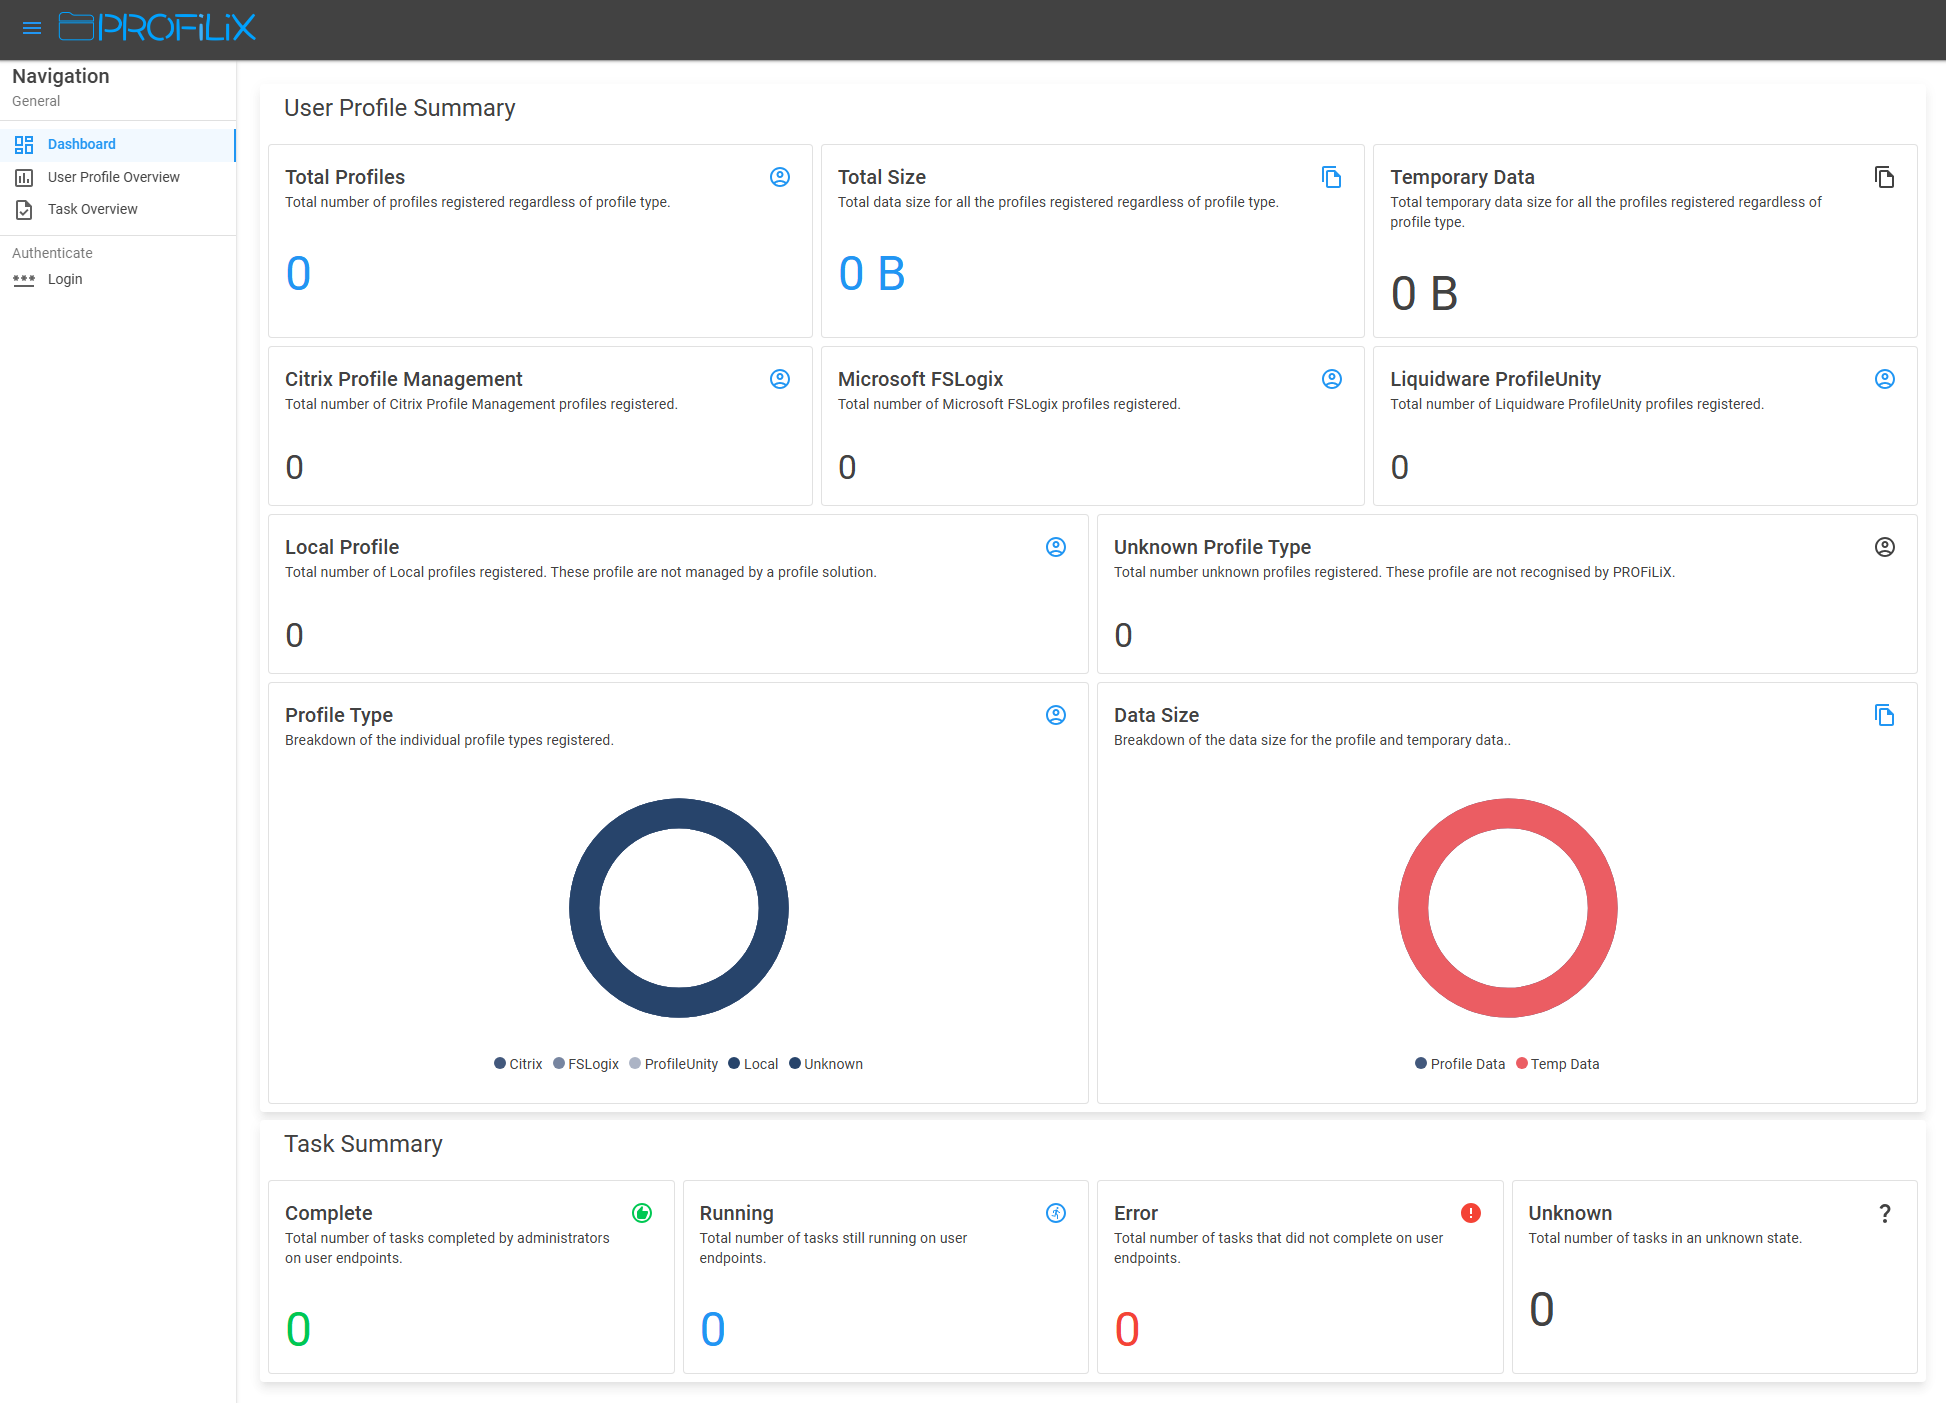 PROFiLiX
Navigation
General
Dashboard
User Profile Overview
Task Overview
Authenticate
Login
User Profile Summary
Total Profiles
Total number of profiles registered regardless of profile type.
0
Total Size
Total data size for all the profiles registered regardless of profile type.
0 B
Temporary Data
Total temporary data size for all the profiles registered regardless of
profile type.
0 B
Citrix Profile Management
Total number of Citrix Profile Management profiles registered.
0
Microsoft FSLogix
Total number of Microsoft FSLogix profiles registered.
0
Liquidware ProfileUnity
Total number of Liquidware ProfileUnity profiles registered.
0
Local Profile
Total number of Local profiles registered. These profile are not managed by a profile solution.
0
Unknown Profile Type
Total number unknown profiles registered. These profile are not recognised by PROFiLiX.
0
Profile Type
Breakdown of the individual profile types registered.
Citrix FSLogix ProfileUnity Local Unknown
Data Size
Breakdown of the data size for the profile and temporary data..
Profile Data Temp Data
Task Summary
Complete
Total number of tasks completed by administrators
on user endpoints.
0
Running
Total number of tasks still running on user
endpoints.
0
Error
Total number of tasks that did not complete on user
endpoints.
0
Unknown
?
Total number of tasks in an unknown state.
0